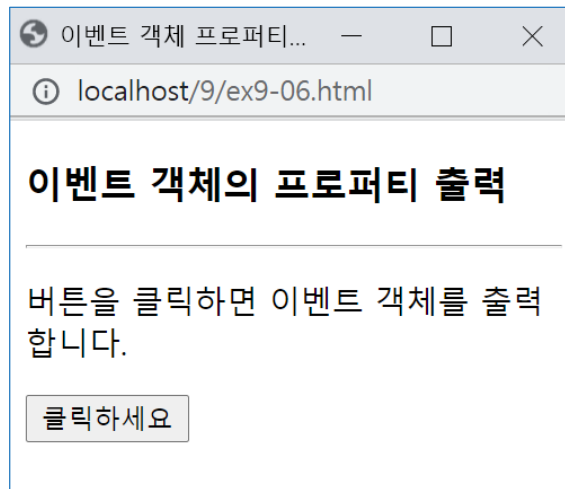 이벤트 객체 프로퍼티...
localhost/9/ex9-06.html
이벤트 객체의 프로퍼티 출력
버튼을 클릭하면 이벤트 객체를 출력
합니다.
클릭하세요